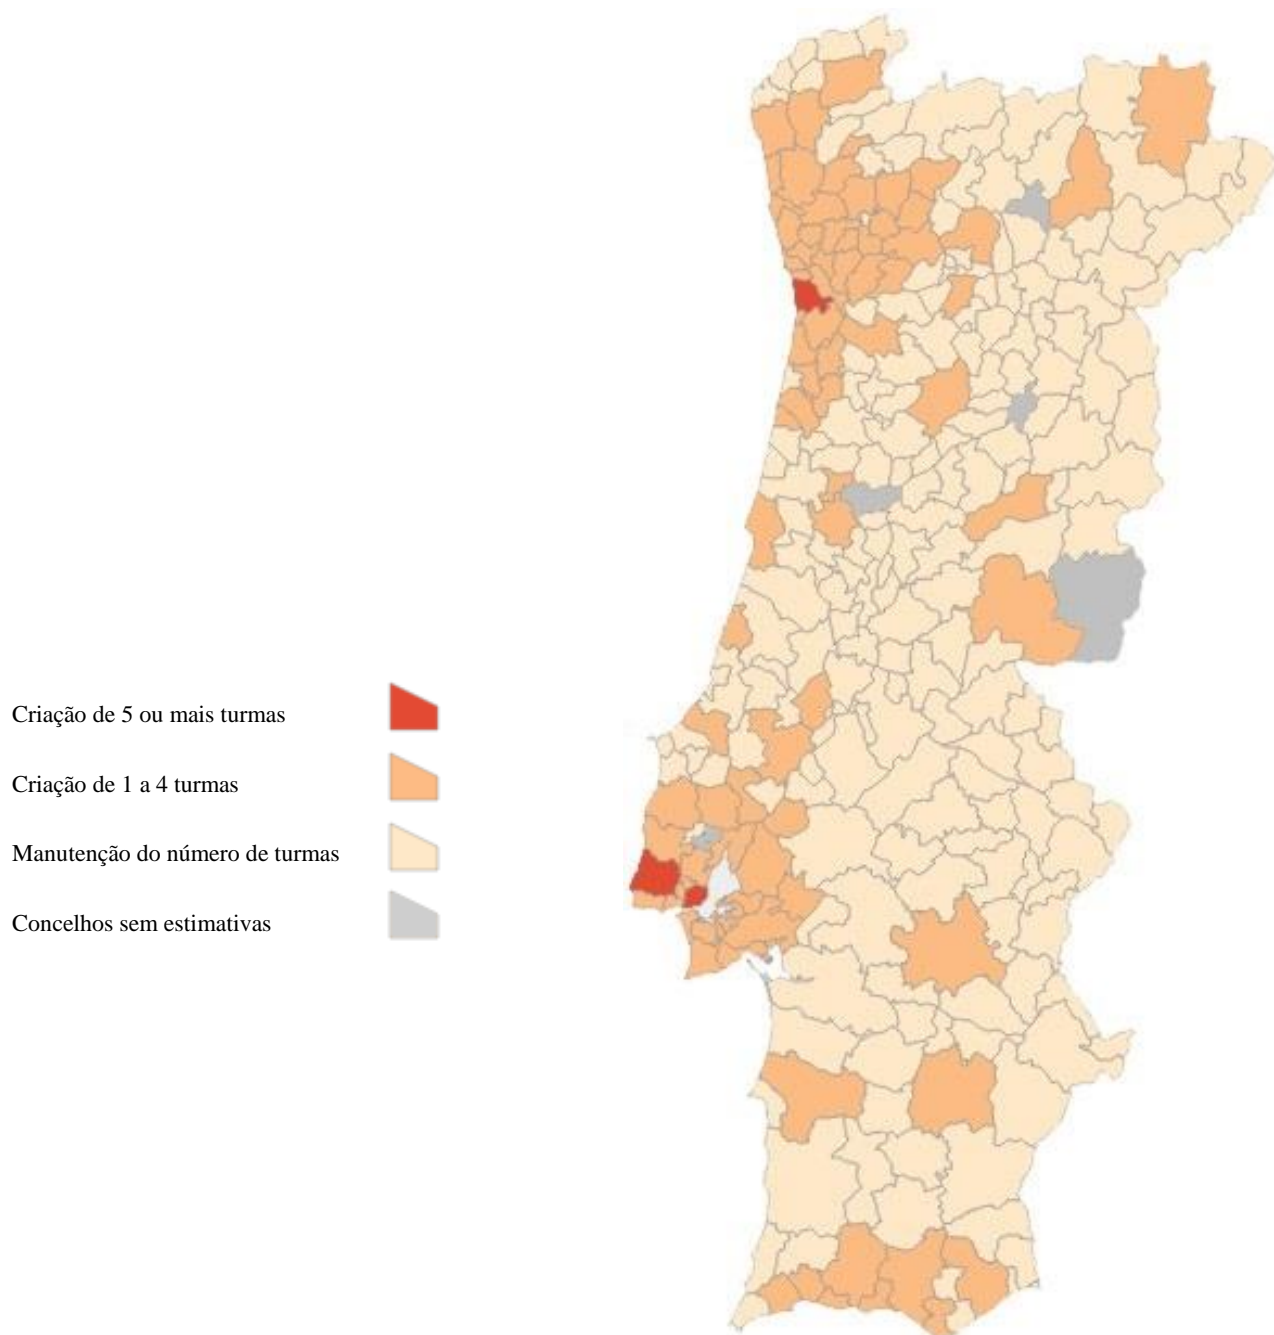 Criação de 5 ou mais turmas
Criação de 1 a 4 turmas
Manutenção do número de turmas
Concelhos sem estimativas